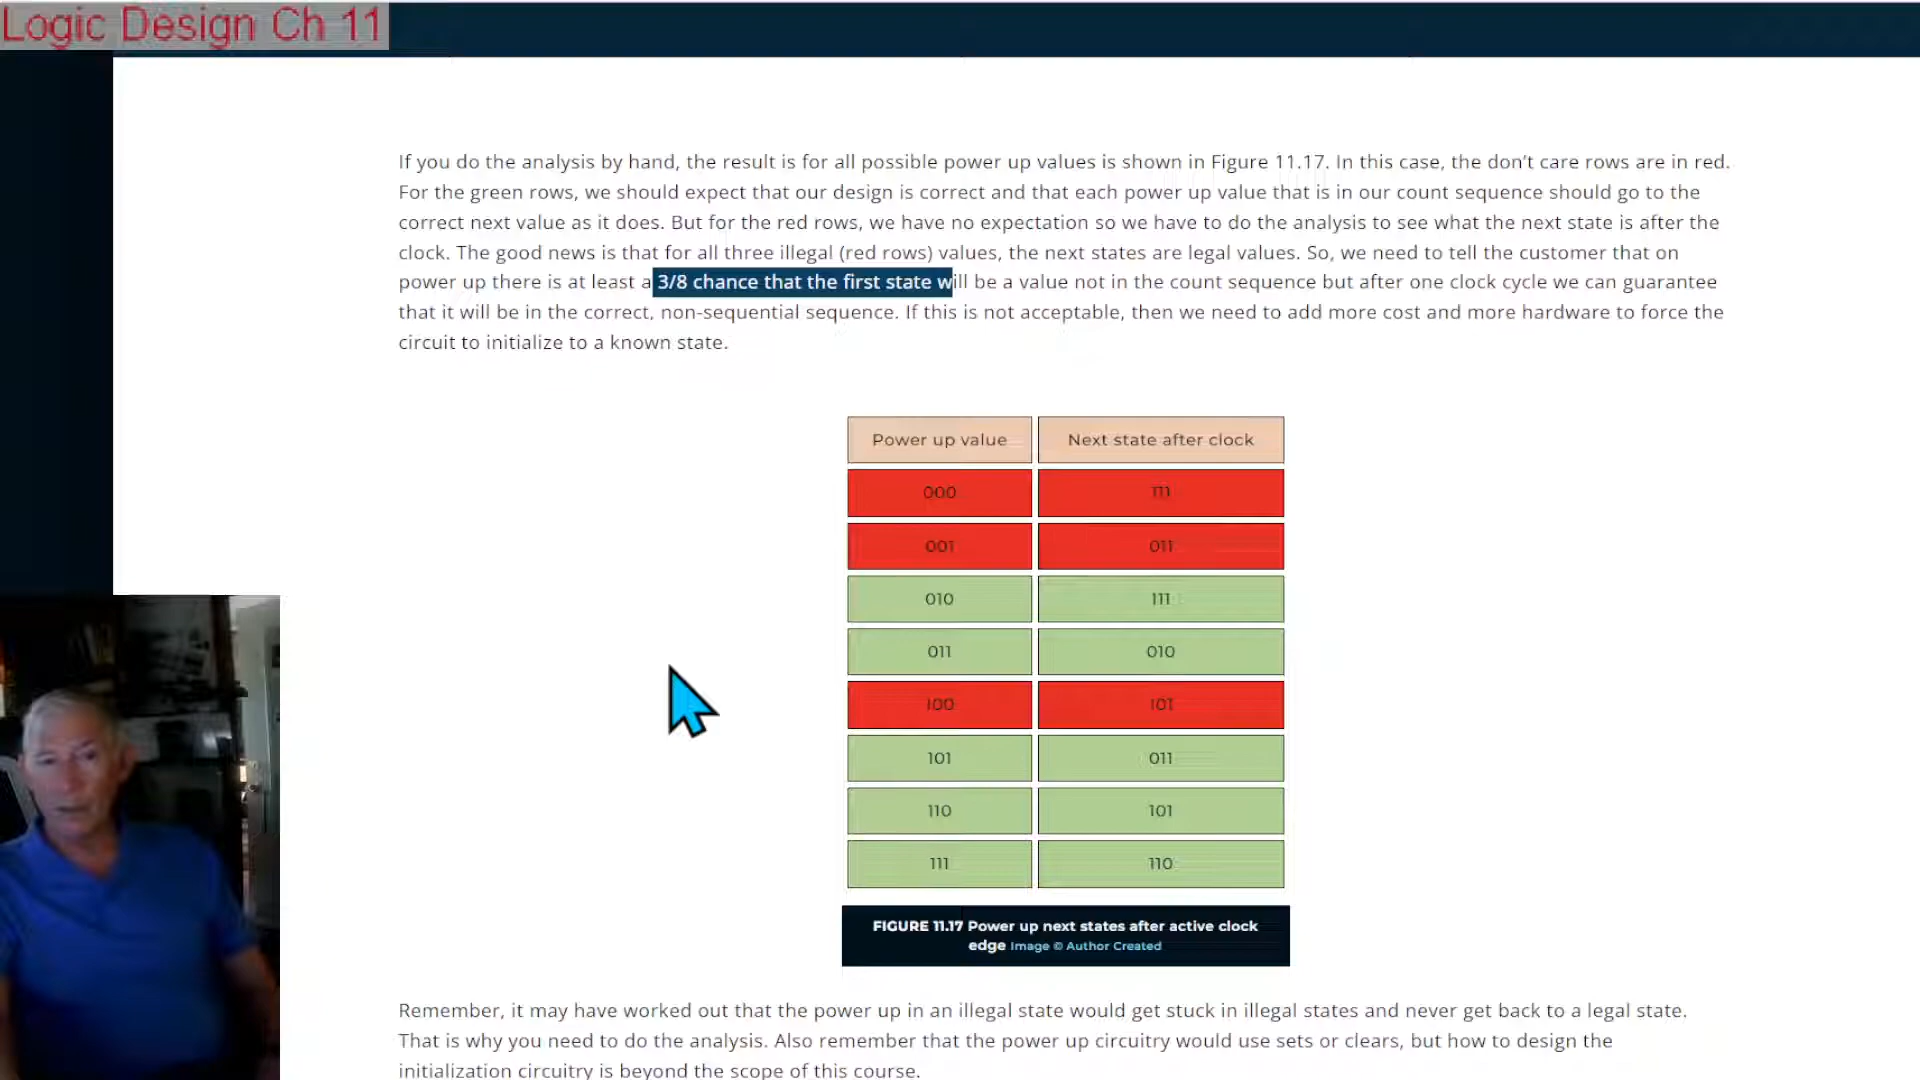 Logic Design Ch 11
If you do the analysis by hand, the result is for all possible power up values is shown in Figure 11.17. In this case, the don't care rows are in red.
For the green rows, we should expect that our design is correct and that each power up value that is in our count sequence should go to the
correct next value as it does. But for the red rows, we have no expectation so we have to do the analysis to see what the next state is after the
clock. The good news is that for all three illegal (red rows) values, the next states are legal values. So, we need to tell the customer that on
power up there is at least a 3/8 chance that the first state will be a value not in the count sequence but after one clock cycle we can guarantee
that it will be in the correct, non-sequential sequence. If this is not acceptable, then we need to add more cost and more hardware to force the
circuit to initialize to a known state.
Power up value Next state after clock
000 111
001 011
010 111
011 010
100 101
101 011
110 101
111 110
FIGURE 11.17 Power up next states after active clock
edge Image © Author Created
Remember, it may have worked out that the power up in an illegal state would get stuck in illegal states and never get back to a legal state.
That is why you need to do the analysis. Also remember that the power up circuitry would use sets or clears, but how to design the
initialization circuitry is beyond the scope of this course.